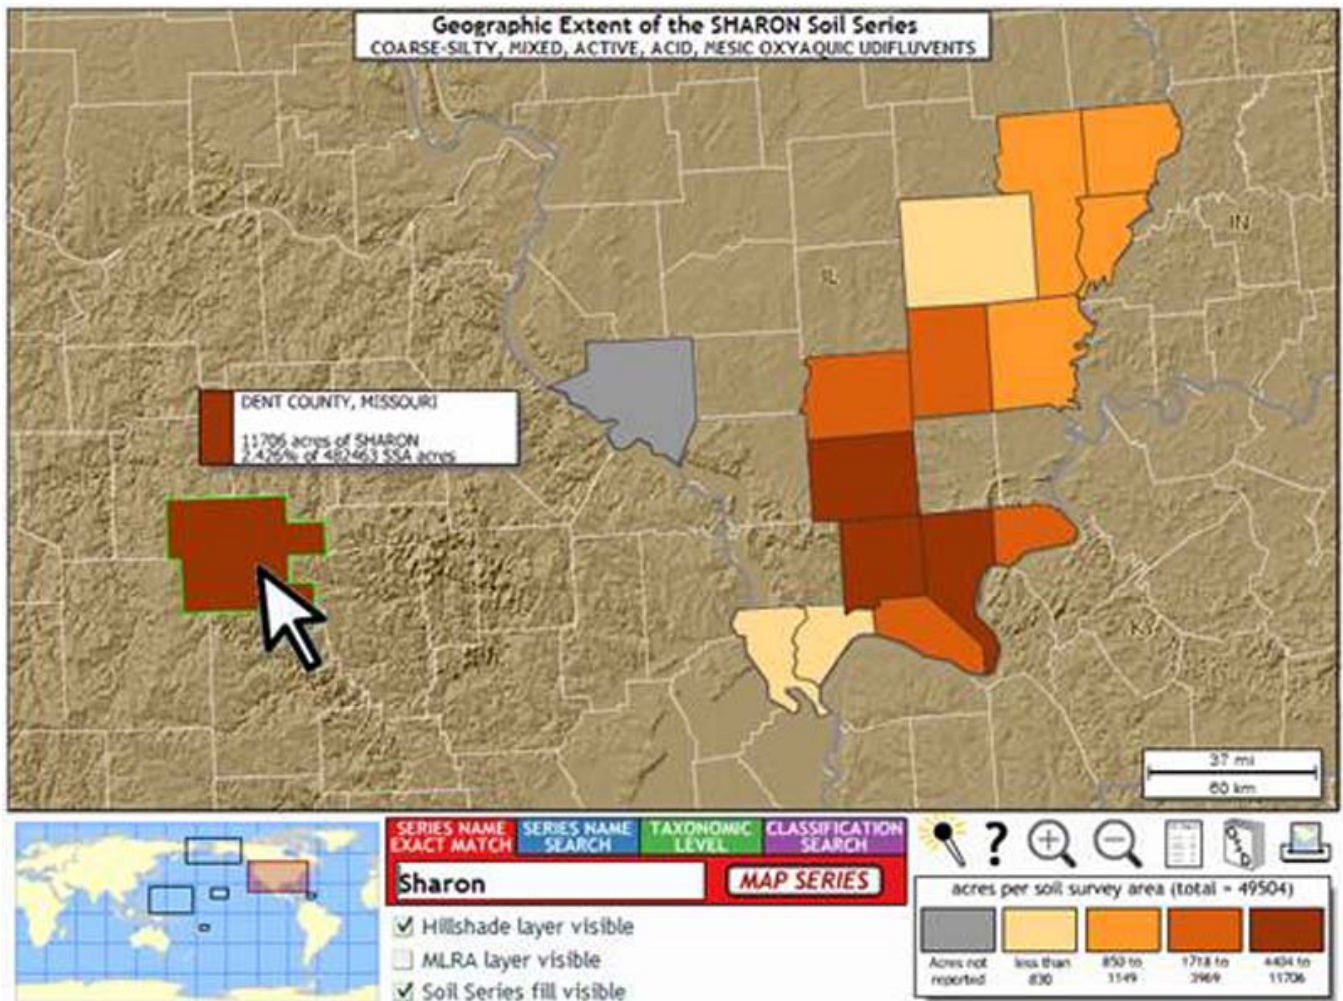 Geographic Extent of the SHARON Soil Series
COARSE-SILTY, MIXED, ACTIVE, ACID, MESIC OXYAQUIC UDIFLUVENTS
IN
IL
DENT COUNTY, MISSOURI
11706 acres of SHARON
2.426% of 482463 SSA acres
KY
37 mi
60 km
SERIES NAME EXACT MATCH
SERIES NAME SEARCH
TAXONOMIC LEVEL
CLASSIFICATION SEARCH
Sharon
MAP SERIES
Hillshade layer visible
MLRA layer visible
Soil Series fill visible
?
acres per soil survey area (total = 49504)
Acres not reported
less than 830
850 to 1149
1718 to 3969
4404 to 11706